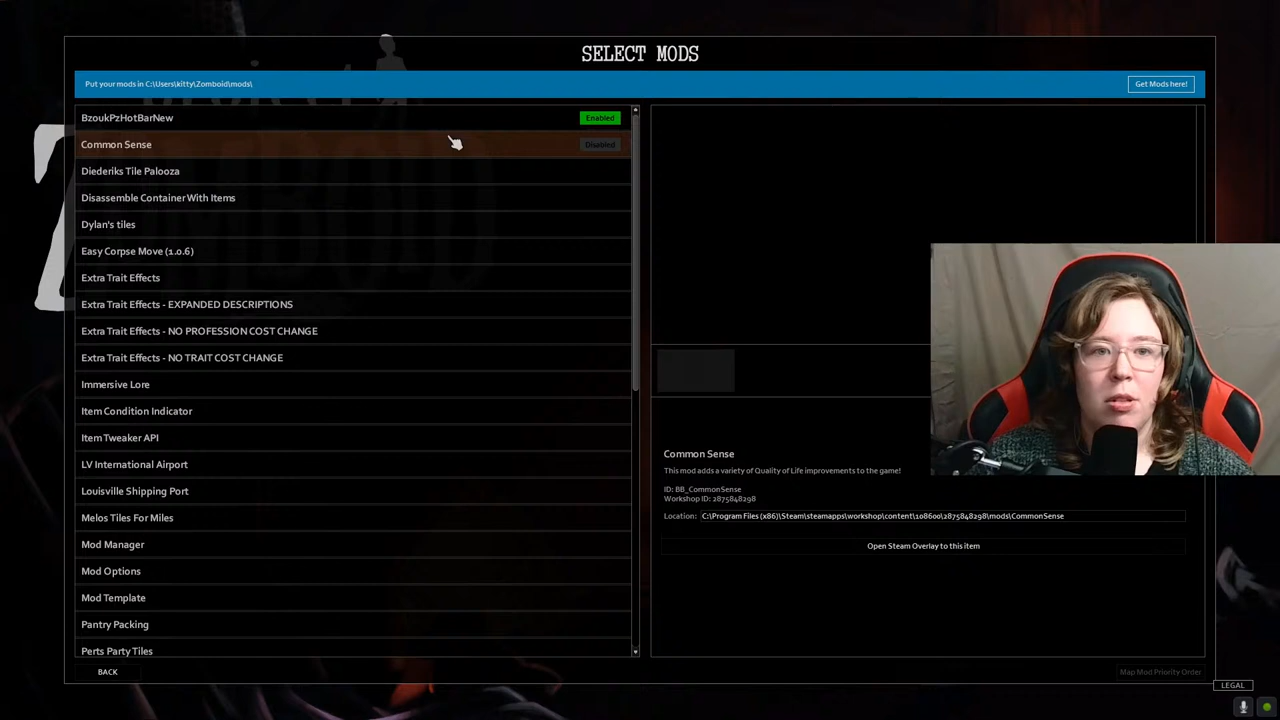 SELECT MODS
Put your mods in C:\Users\kitty\Zomboid\mods\
Get Mods here!
BzoukPzHotBarNew
Enabled
Common Sense
Disabled
Diederiks Tile Palooza
Disassemble Container With Items
Dylan's tiles
Easy Corpse Move (1.0.6)
Extra Trait Effects
Extra Trait Effects - EXPANDED DESCRIPTIONS
Extra Trait Effects - NO PROFESSION COST CHANGE
Extra Trait Effects - NO TRAIT COST CHANGE
Immersive Lore
Item Condition Indicator
Item Tweaker API
LV International Airport
Louisville Shipping Port
Melos Tiles For Miles
Mod Manager
Mod Options
Mod Template
Pantry Packing
Perts Party Tiles
Common Sense
This mod adds a variety of Quality of Life improvements to the game!
ID: BB_CommonSense
Workshop ID: 2875848298
Location: C:\Program Files (x86)\Steam\steamapps\workshop\content\108600\2875848298\mods\CommonSense
Open Steam Overlay to this item
BACK
Map Mod Priority Order
LEGAL